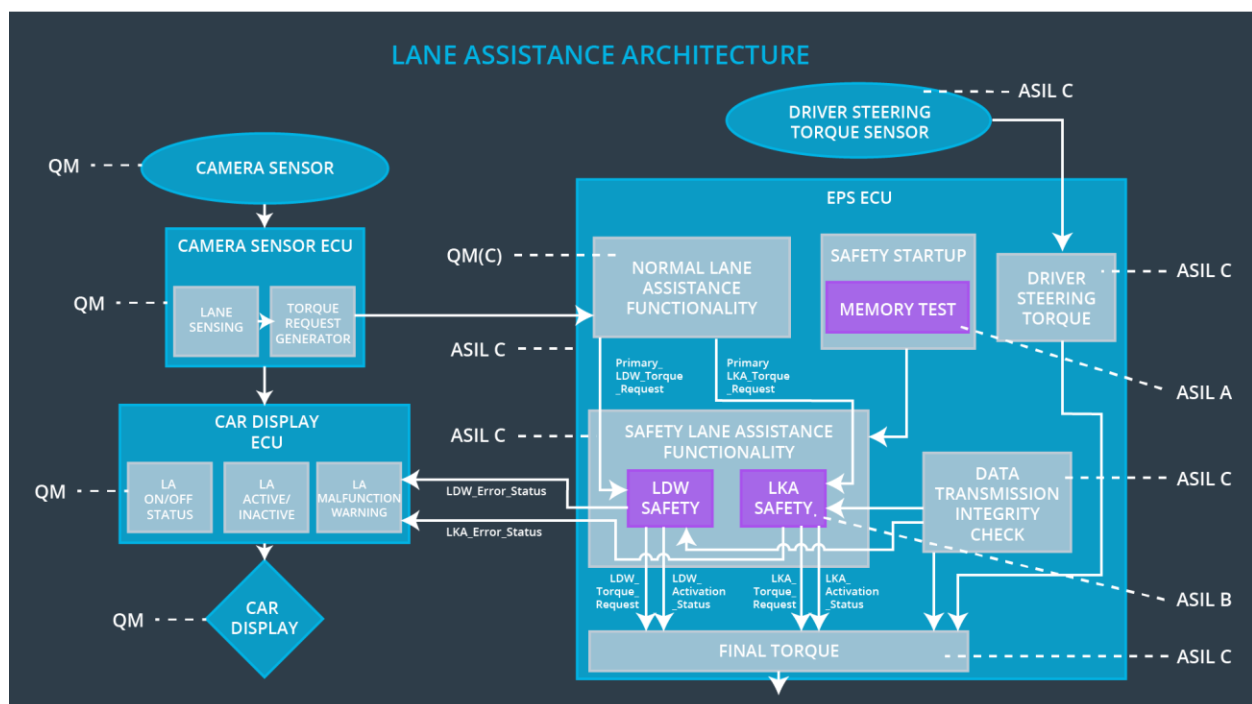 LANE ASSISTANCE ARCHITECTURE
ASIL C
DRIVER STEERING
TORQUE SENSOR
QM
CAMERA SENSOR
EPS ECU
CAMERA SENSOR ECU
QM(C)
NORMAL LANE
ASSISTANCE
FUNCTIONALITY
SAFETY STARTUP
MEMORY TEST
DRIVER
STEERING
TORQUE
ASIL C
QM
LANE
SENSING
TORQUE
REQUEST
GENERATOR
ASIL C
Primary_
LDW_Torque
_Request
Primary
LKA_Torque
_Request
ASIL A
CAR DISPLAY
ECU
ASIL C
SAFETY LANE ASSISTANCE
FUNCTIONALITY
QM
LA
ON/OFF
STATUS
LA
ACTIVE/
INACTIVE
LA
MALFUNCTION
WARNING
LDW_Error_Status
LKA_Error_Status
LDW
SAFETY
LKA
SAFETY
DATA
TRANSMISSION
INTEGRITY
CHECK
ASIL C
LDW_
Torque_
Request
LDW_
Activation
_Status
LKA_
Torque_
Request
LKA_
Activation
_Status
ASIL B
QM
CAR
DISPLAY
FINAL TORQUE
ASIL C